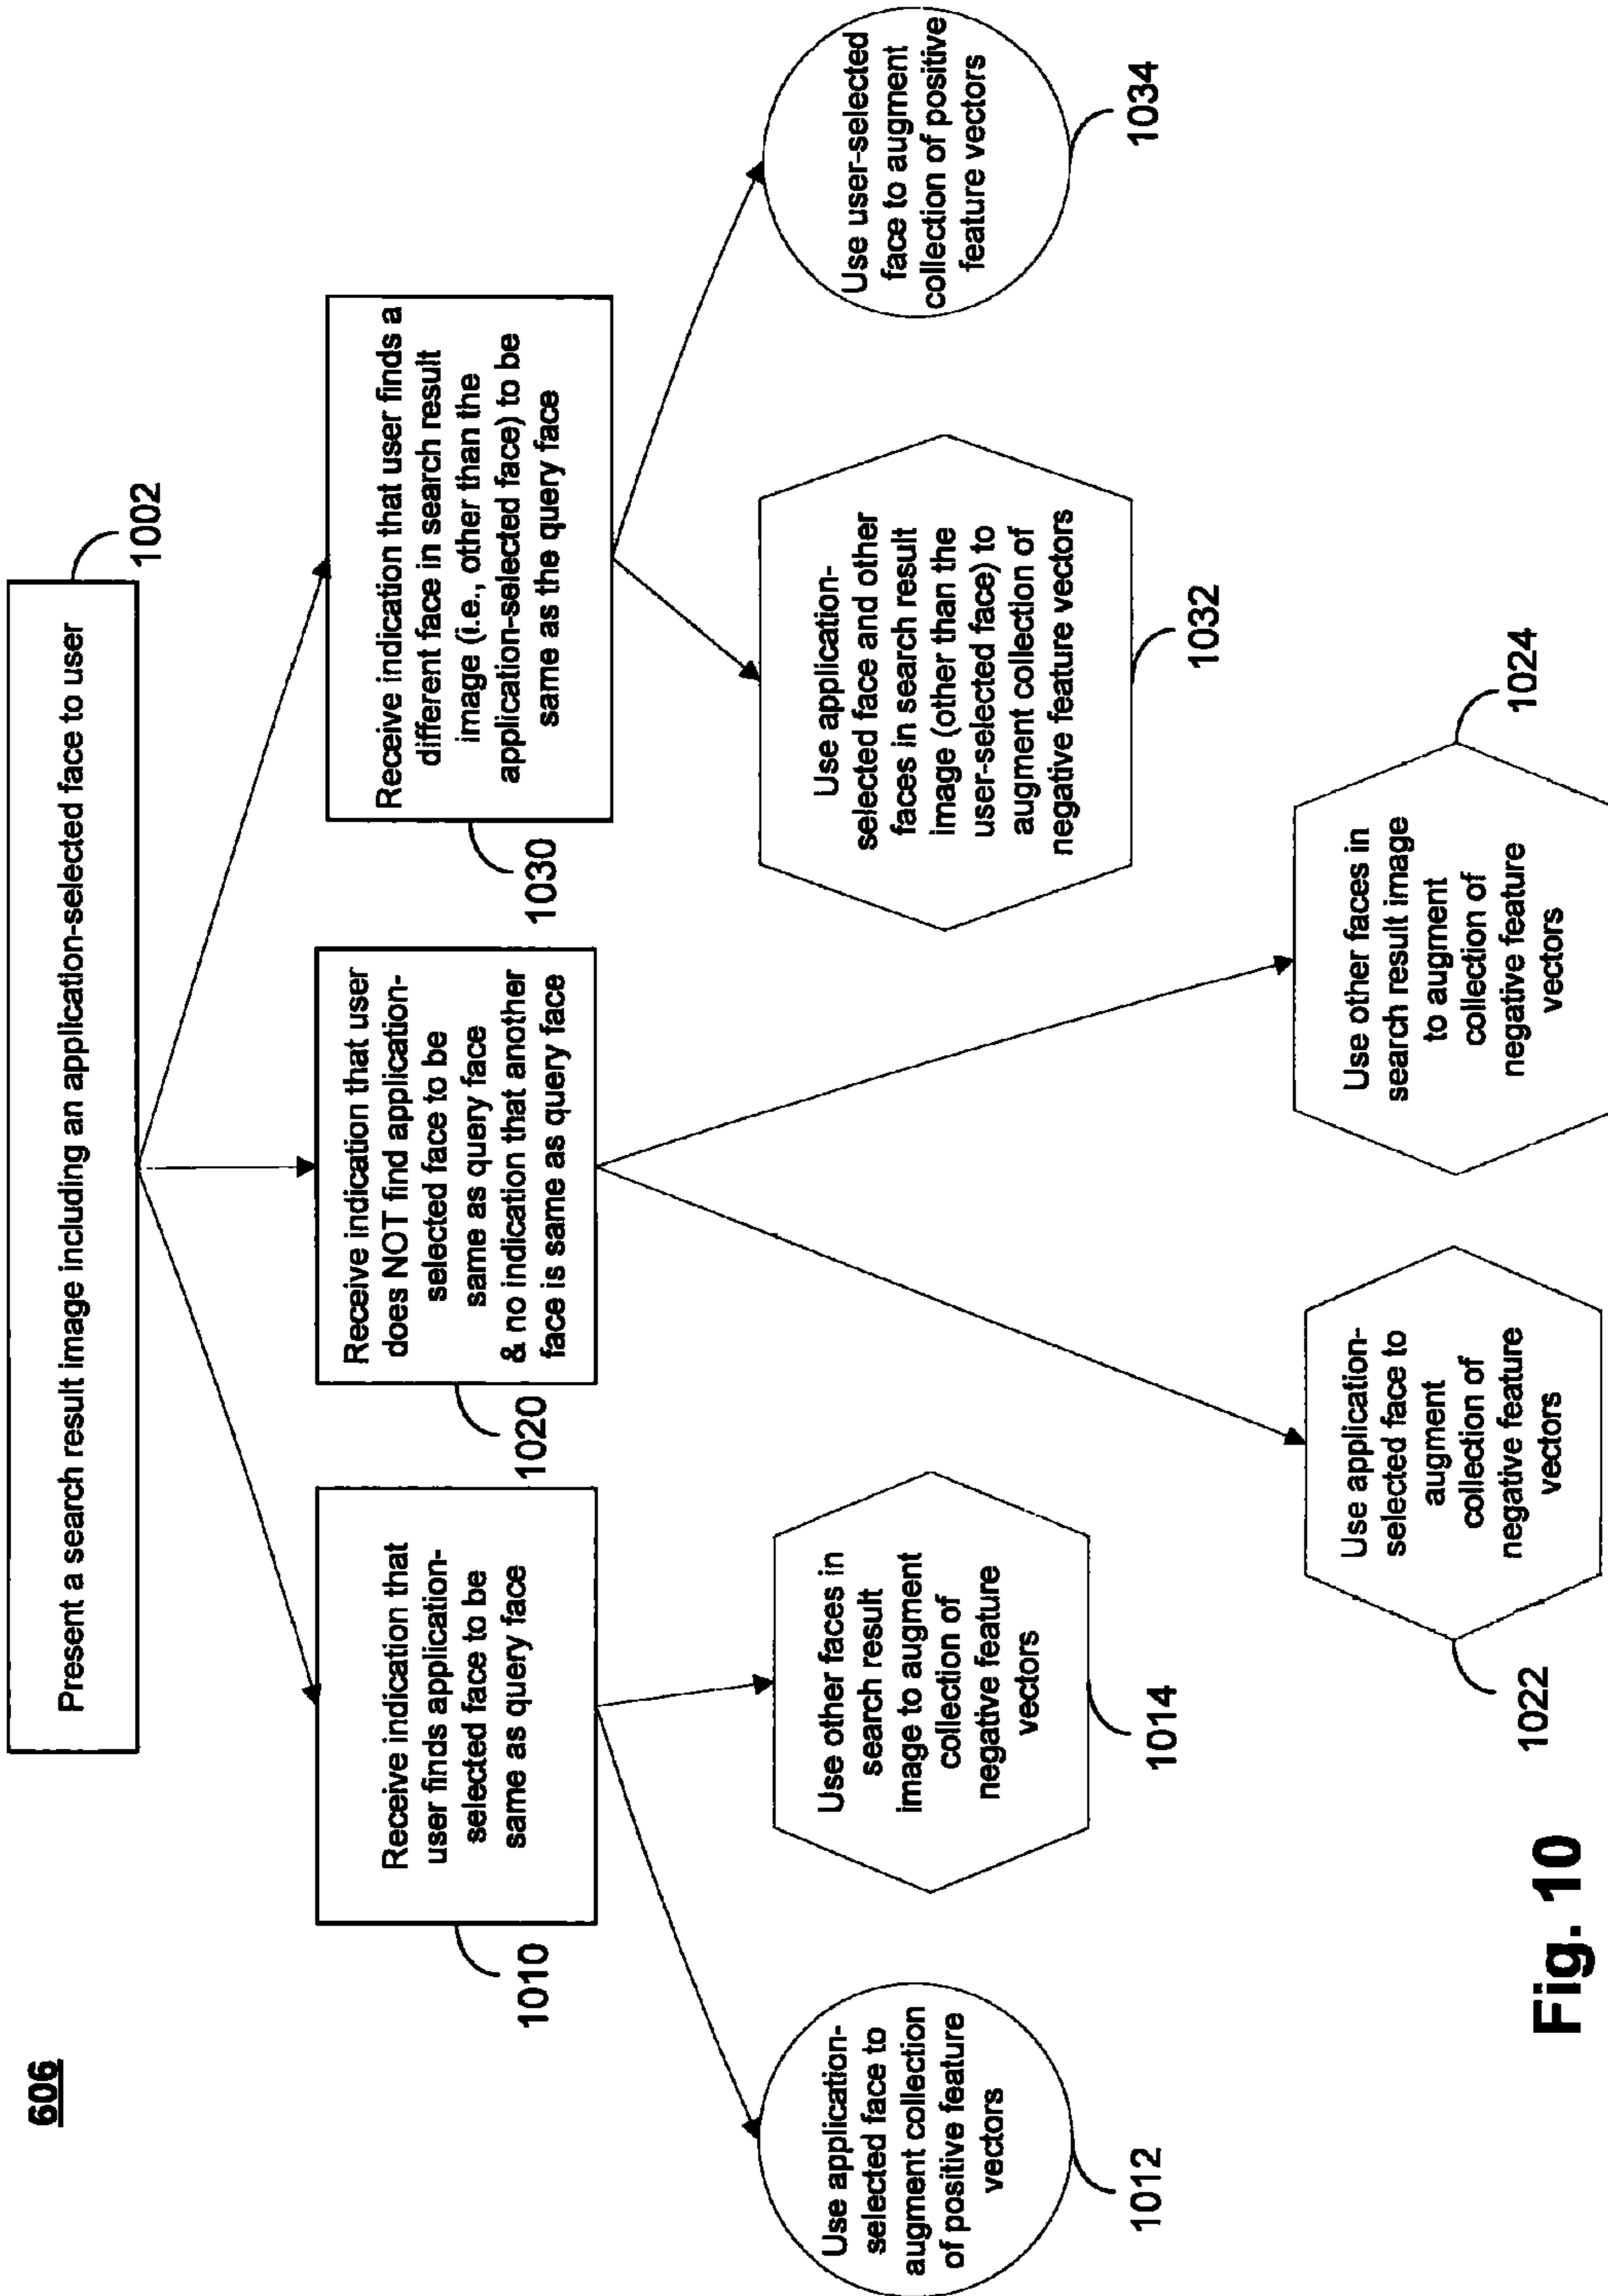 606
Present a search result image including an application-selected face to user
1002
Receive indication that
user finds application-
selected face to be
same as query face
1010
Receive indication that user
does NOT find application-
selected face to be
same as query face
& no indication that another
face is same as query face
1020
Receive indication that user finds a
different face in search result
image (i.e., other than the
application-selected face) to be
same as the query face
1030
Use application-
selected face to
augment collection
of positive feature
vectors
1012
Use other faces in
search result
image to augment
collection of
negative feature
vectors
1014
Use application-
selected face and other
faces in search result
image (other than the
user-selected face) to
augment collection of
negative feature vectors
1032
Use user-selected
face to augment
collection of positive
feature vectors
1034
Use application-
selected face to
augment
collection of
negative feature
vectors
1022
Use other faces in
search result image
to augment
collection of
negative feature
vectors
1024
Fig. 10